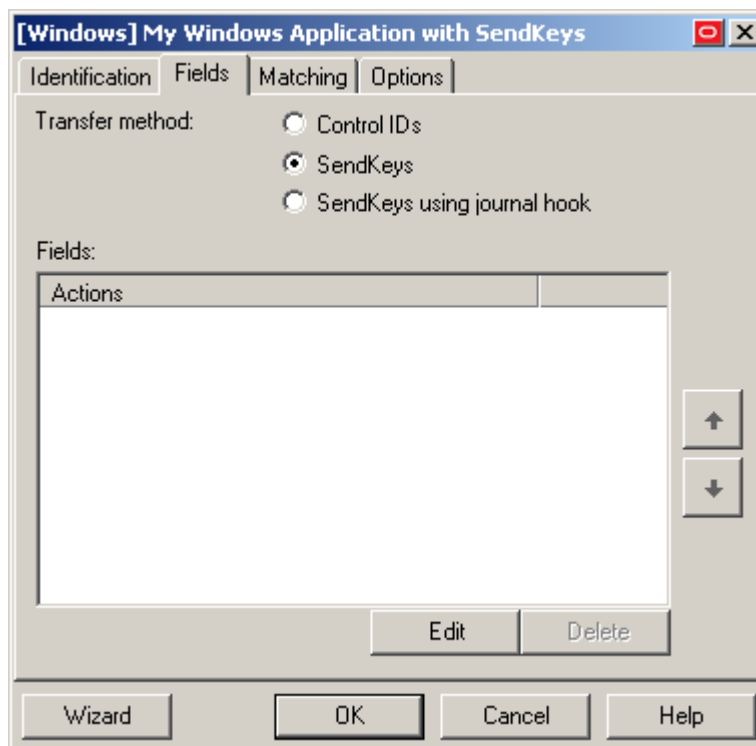 [Windows] My Windows Application with SendKeys
Identification Fields Matching Options
Transfer method: Control IDs
SendKeys
SendKeys using journal hook
Fields:
Actions
Edit Delete
Wizard OK Cancel Help